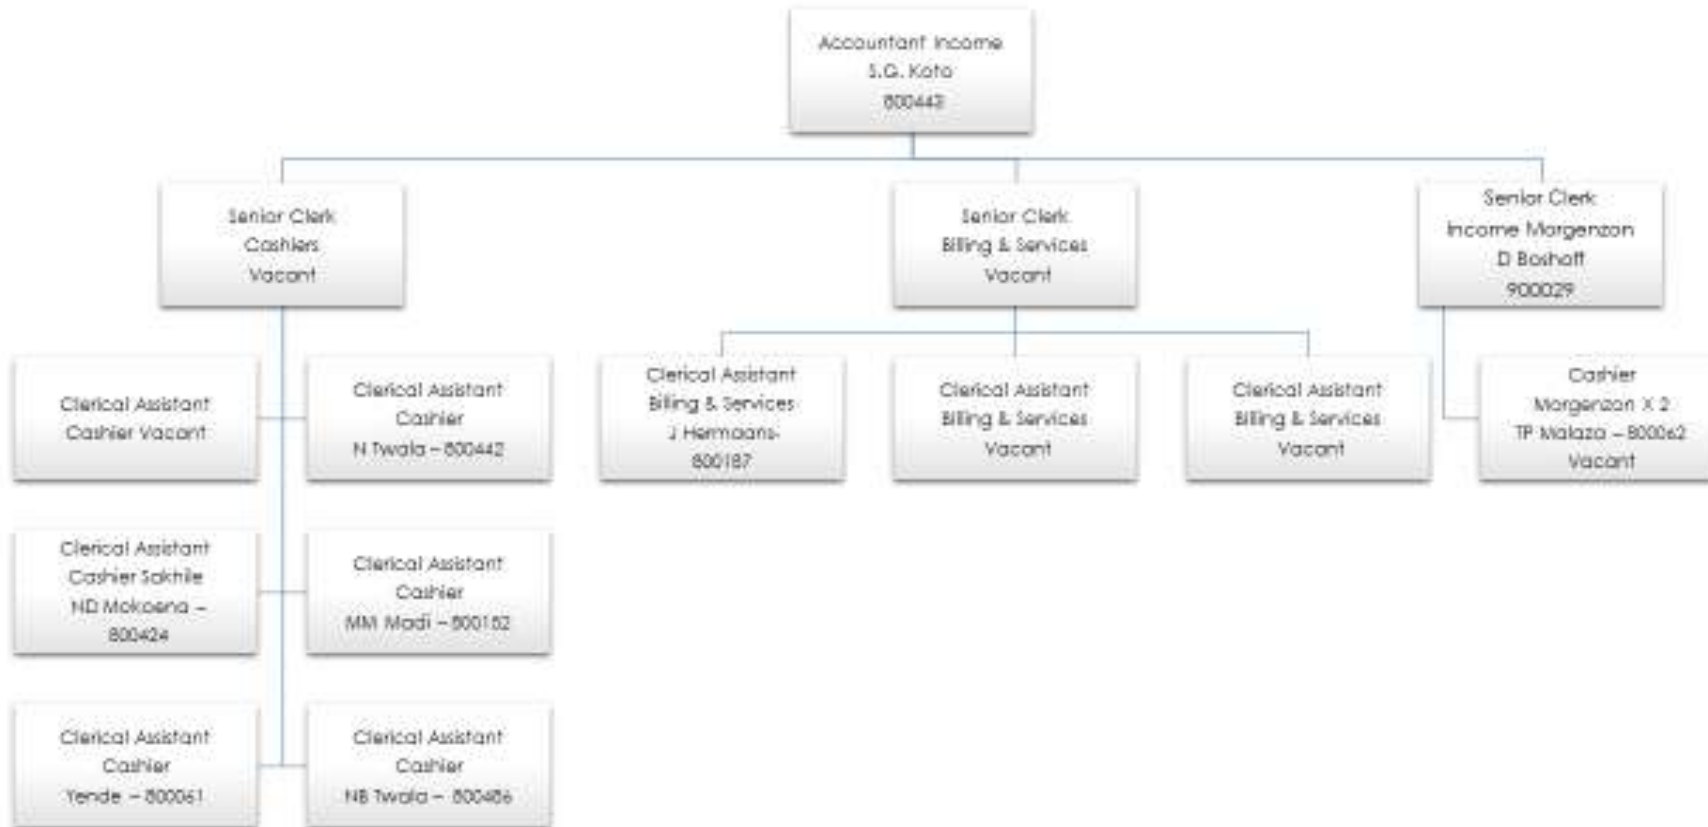 Accountant Income
S.G. Koto
800443
Senior Clerk
Cashiers
Vacant
Senior Clerk
Billing & Services
Vacant
Senior Clerk
Income Morgenzon
D Boshoff
900029
Clerical Assistant
Cashier Vacant
Clerical Assistant
Cashier
N Twala – 800442
Clerical Assistant
Billing & Services
J Hermaans-
800187
Clerical Assistant
Billing & Services
Vacant
Clerical Assistant
Billing & Services
Vacant
Cashier
Morgenzon X 2
TP Malaza – 800062
Vacant
Clerical Assistant
Cashier Sakhile
ND Mokoena –
800424
Clerical Assistant
Cashier
MM Madi – 800152
Clerical Assistant
Cashier
Yende – 800061
Clerical Assistant
Cashier
NB Twala – 800486